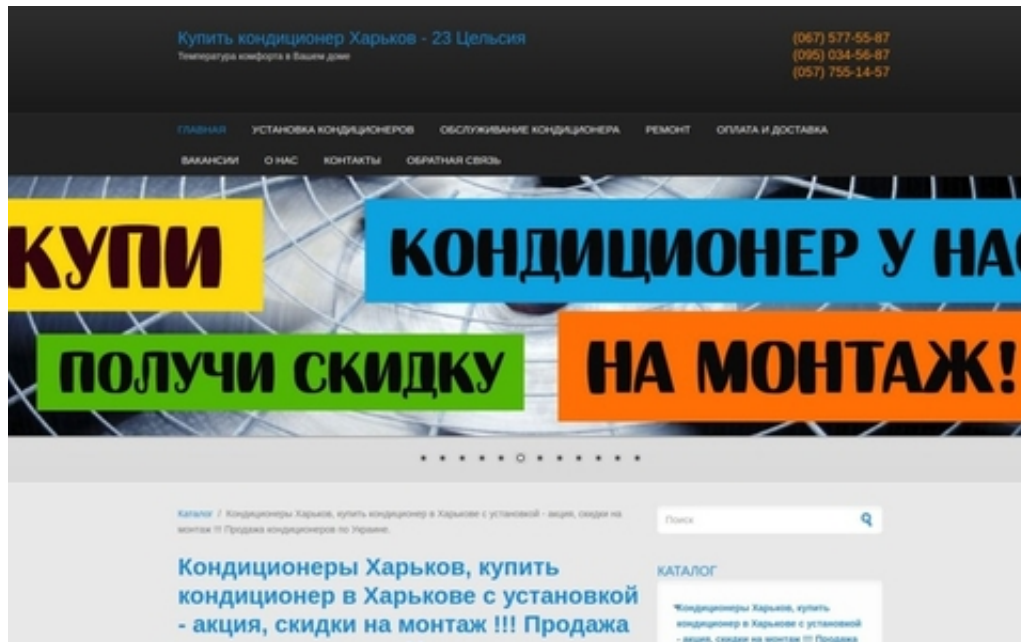 Купить кондиционер Харьков - 23 Цельсия
Температура комфорта в Вашем доме
(067) 577-55-87
(095) 034-56-87
(057) 755-14-57
ГЛАВНАЯ УСТАНОВКА КОНДИЦИОНЕРОВ ОБСЛУЖИВАНИЕ КОНДИЦИОНЕРА РЕМОНТ ОПЛАТА И ДОСТАВКА
ВАКАНСИИ О НАС КОНТАКТЫ ОБРАТНАЯ СВЯЗЬ
КУПИ КОНДИЦИОНЕР У НАС
ПОЛУЧИ СКИДКУ НА МОНТАЖ!
Каталог / Кондиционеры Харьков, купить кондиционер в Харькове с установкой - акция, скидки на
монтаж !!! Продажа кондиционеров по Украине.
Поиск
Кондиционеры Харьков, купить
кондиционер в Харькове с установкой
- акция, скидки на монтаж !!! Продажа
КАТАЛОГ
Кондиционеры Харьков, купить
кондиционер в Харькове с установкой
- акция, скидки на монтаж !!! Продажа